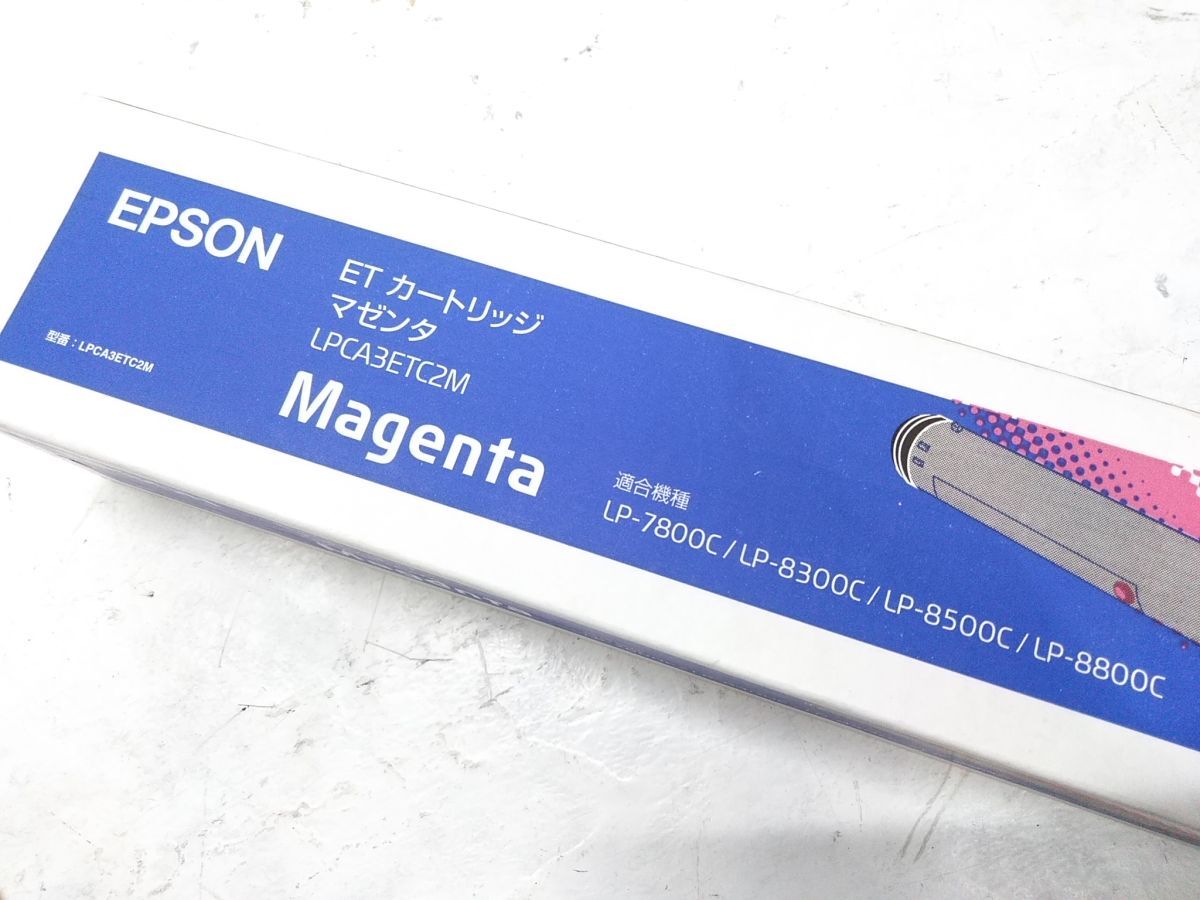 EPSON
ET カートリッジ
マゼンタ
LPCA3ETC2M
Magenta
型番：LPCA3ETC2M
適合機種
LP-7800C / LP-8300C / LP-8500C / LP-8800C